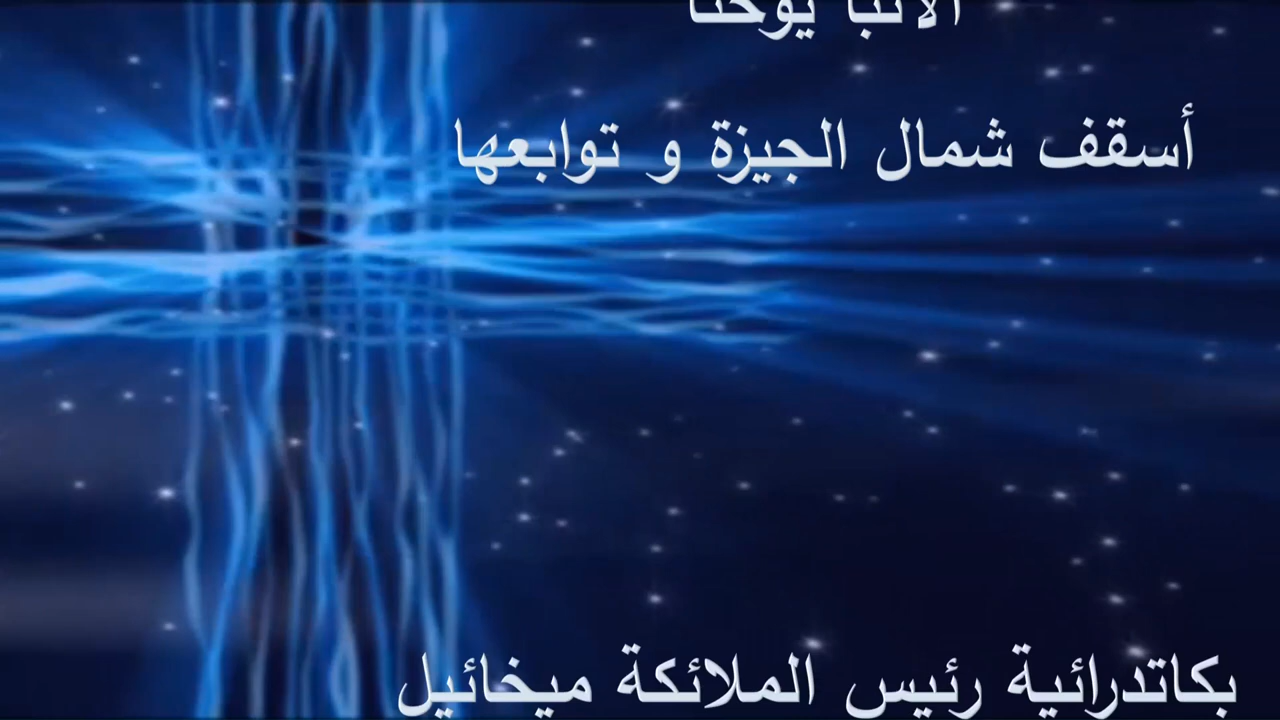 الأنبا يوحنا
أسقف شمال الجيزة و توابعها
بكاتدرائية رئيس الملائكة ميخائيل